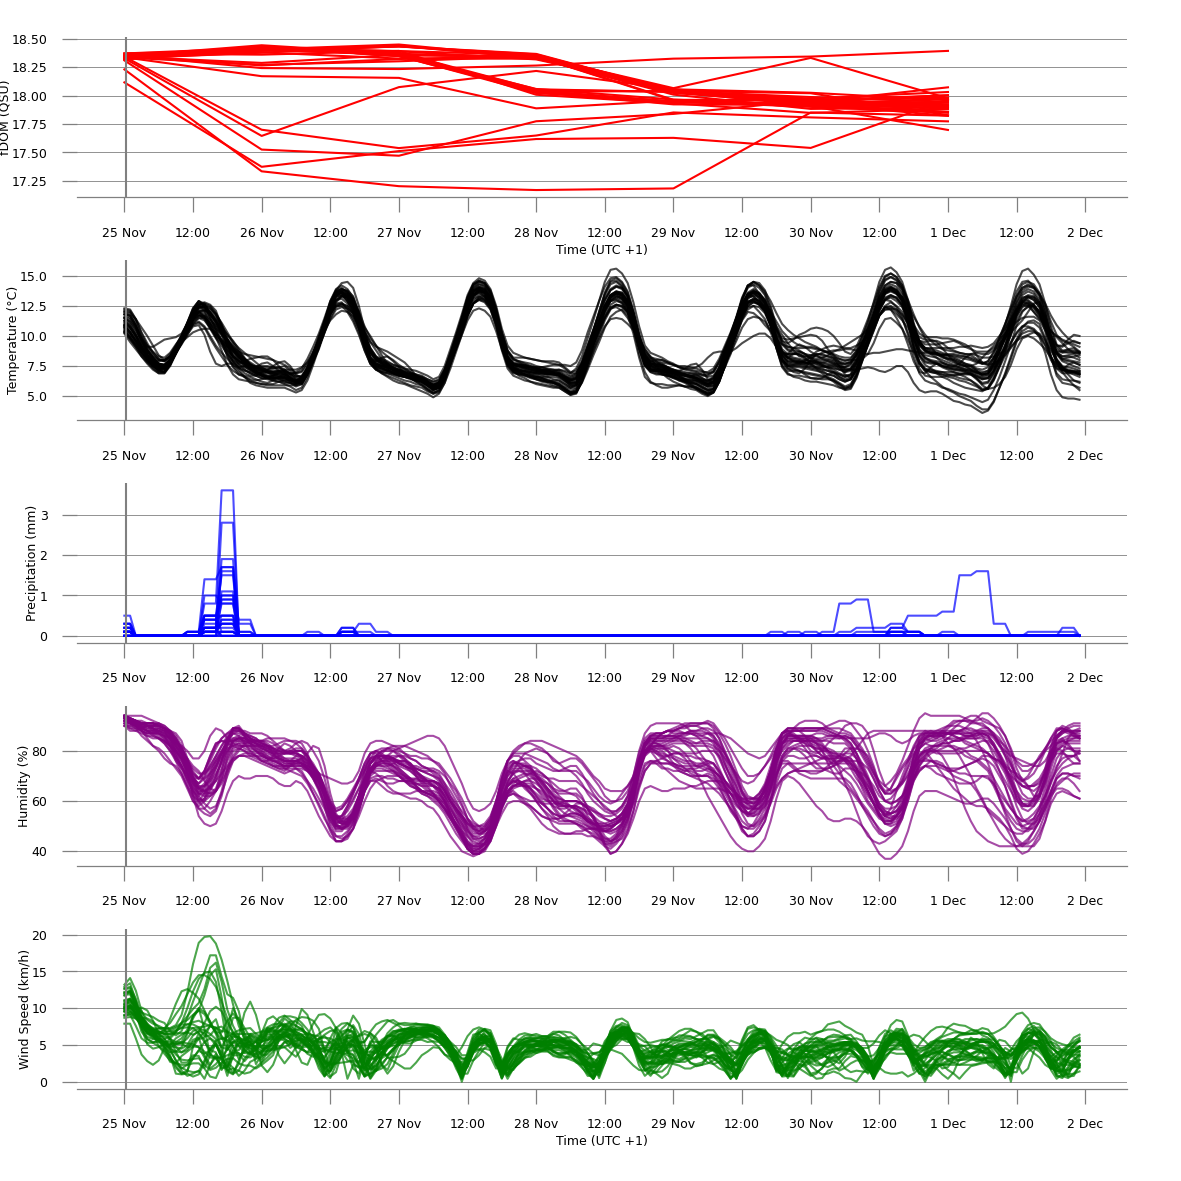 18.50
18.25
18.00
17.75
17.50
17.25
fDOM (QSU)
25 Nov 12:00 26 Nov 12:00 27 Nov 12:00 28 Nov 12:00 29 Nov 12:00 30 Nov 12:00 1 Dec 12:00 2 Dec
Time (UTC +1)
15.0
12.5
10.0
7.5
5.0
Temperature (°C)
25 Nov 12:00 26 Nov 12:00 27 Nov 12:00 28 Nov 12:00 29 Nov 12:00 30 Nov 12:00 1 Dec 12:00 2 Dec
3
2
1
0
Precipitation (mm)
25 Nov 12:00 26 Nov 12:00 27 Nov 12:00 28 Nov 12:00 29 Nov 12:00 30 Nov 12:00 1 Dec 12:00 2 Dec
80
60
40
Humidity (%)
25 Nov 12:00 26 Nov 12:00 27 Nov 12:00 28 Nov 12:00 29 Nov 12:00 30 Nov 12:00 1 Dec 12:00 2 Dec
20
15
10
5
0
Wind Speed (km/h)
25 Nov 12:00 26 Nov 12:00 27 Nov 12:00 28 Nov 12:00 29 Nov 12:00 30 Nov 12:00 1 Dec 12:00 2 Dec
Time (UTC +1)